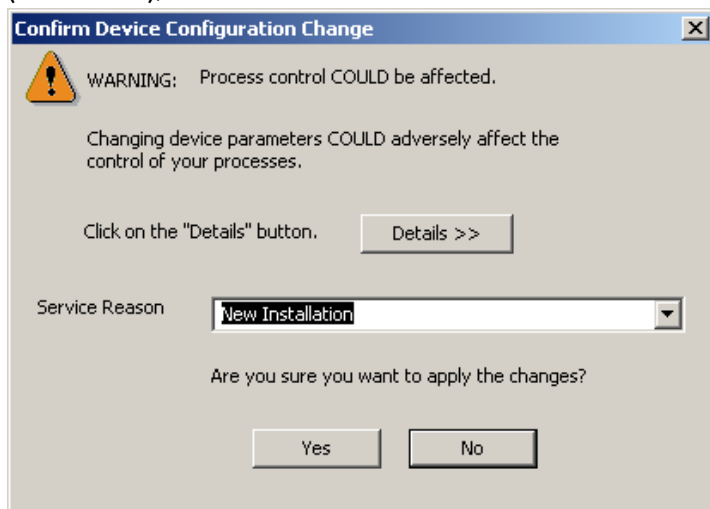 Confirm Device Configuration Change
WARNING: Process control COULD be affected.
Changing device parameters COULD adversely affect the
control of your processes.
Click on the "Details" button. Details >>
Service Reason New Installation
Are you sure you want to apply the changes?
Yes No